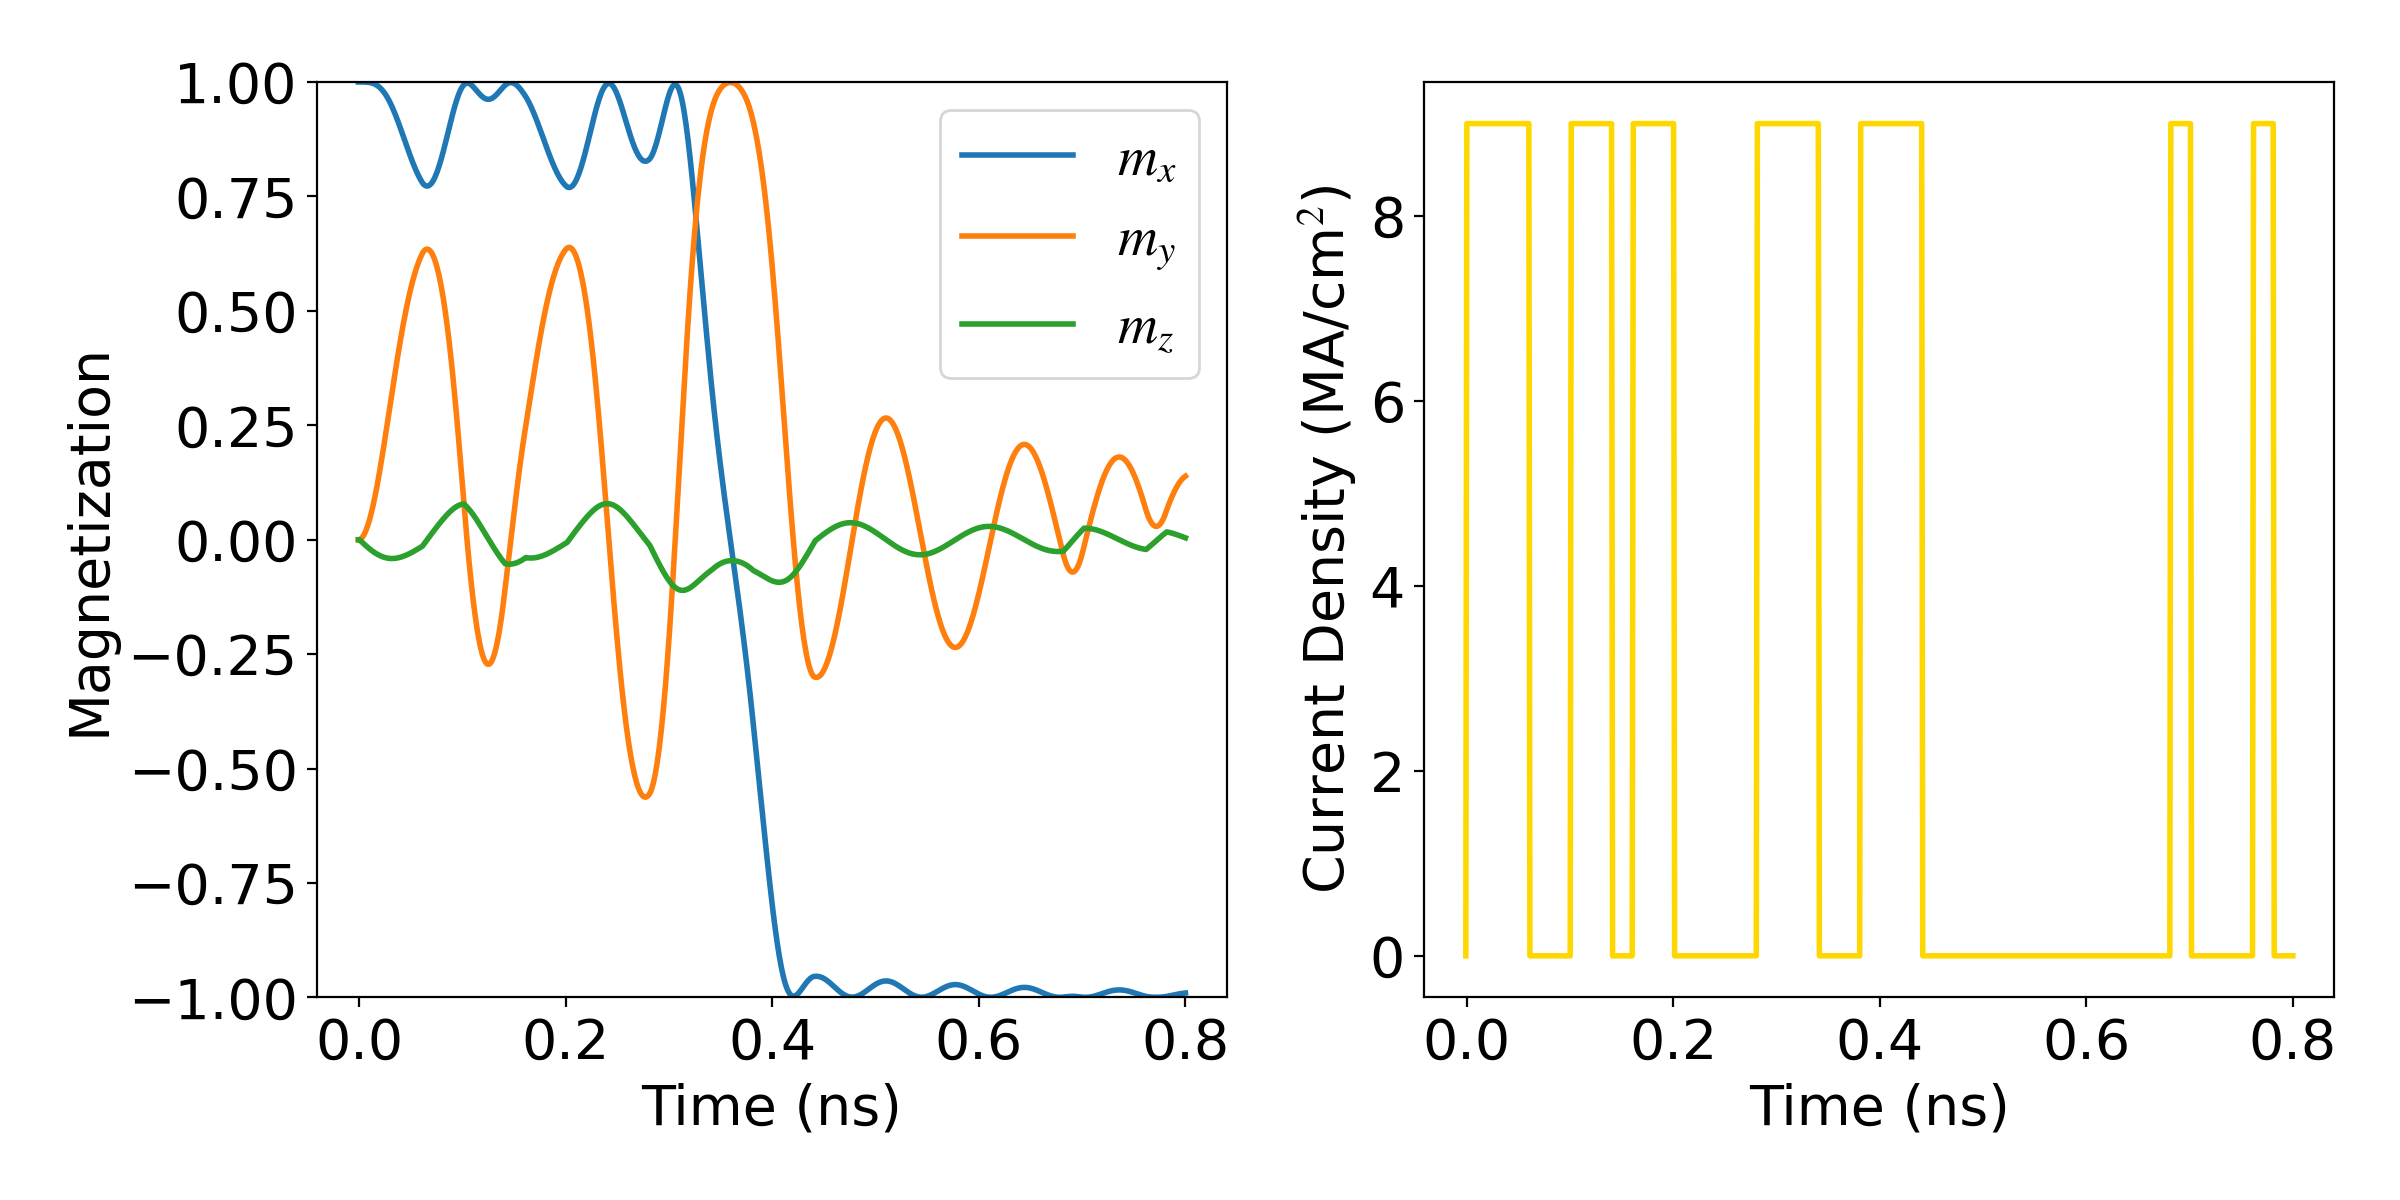 Magnetization
1.00
0.75
0.50
0.25
0.00
−0.25
−0.50
−0.75
−1.00
0.0 0.2 0.4 0.6 0.8
Time (ns)
mₓ
m_y
m_z
Current Density (MA/cm²)
8
6
4
2
0
0.0 0.2 0.4 0.6 0.8
Time (ns)